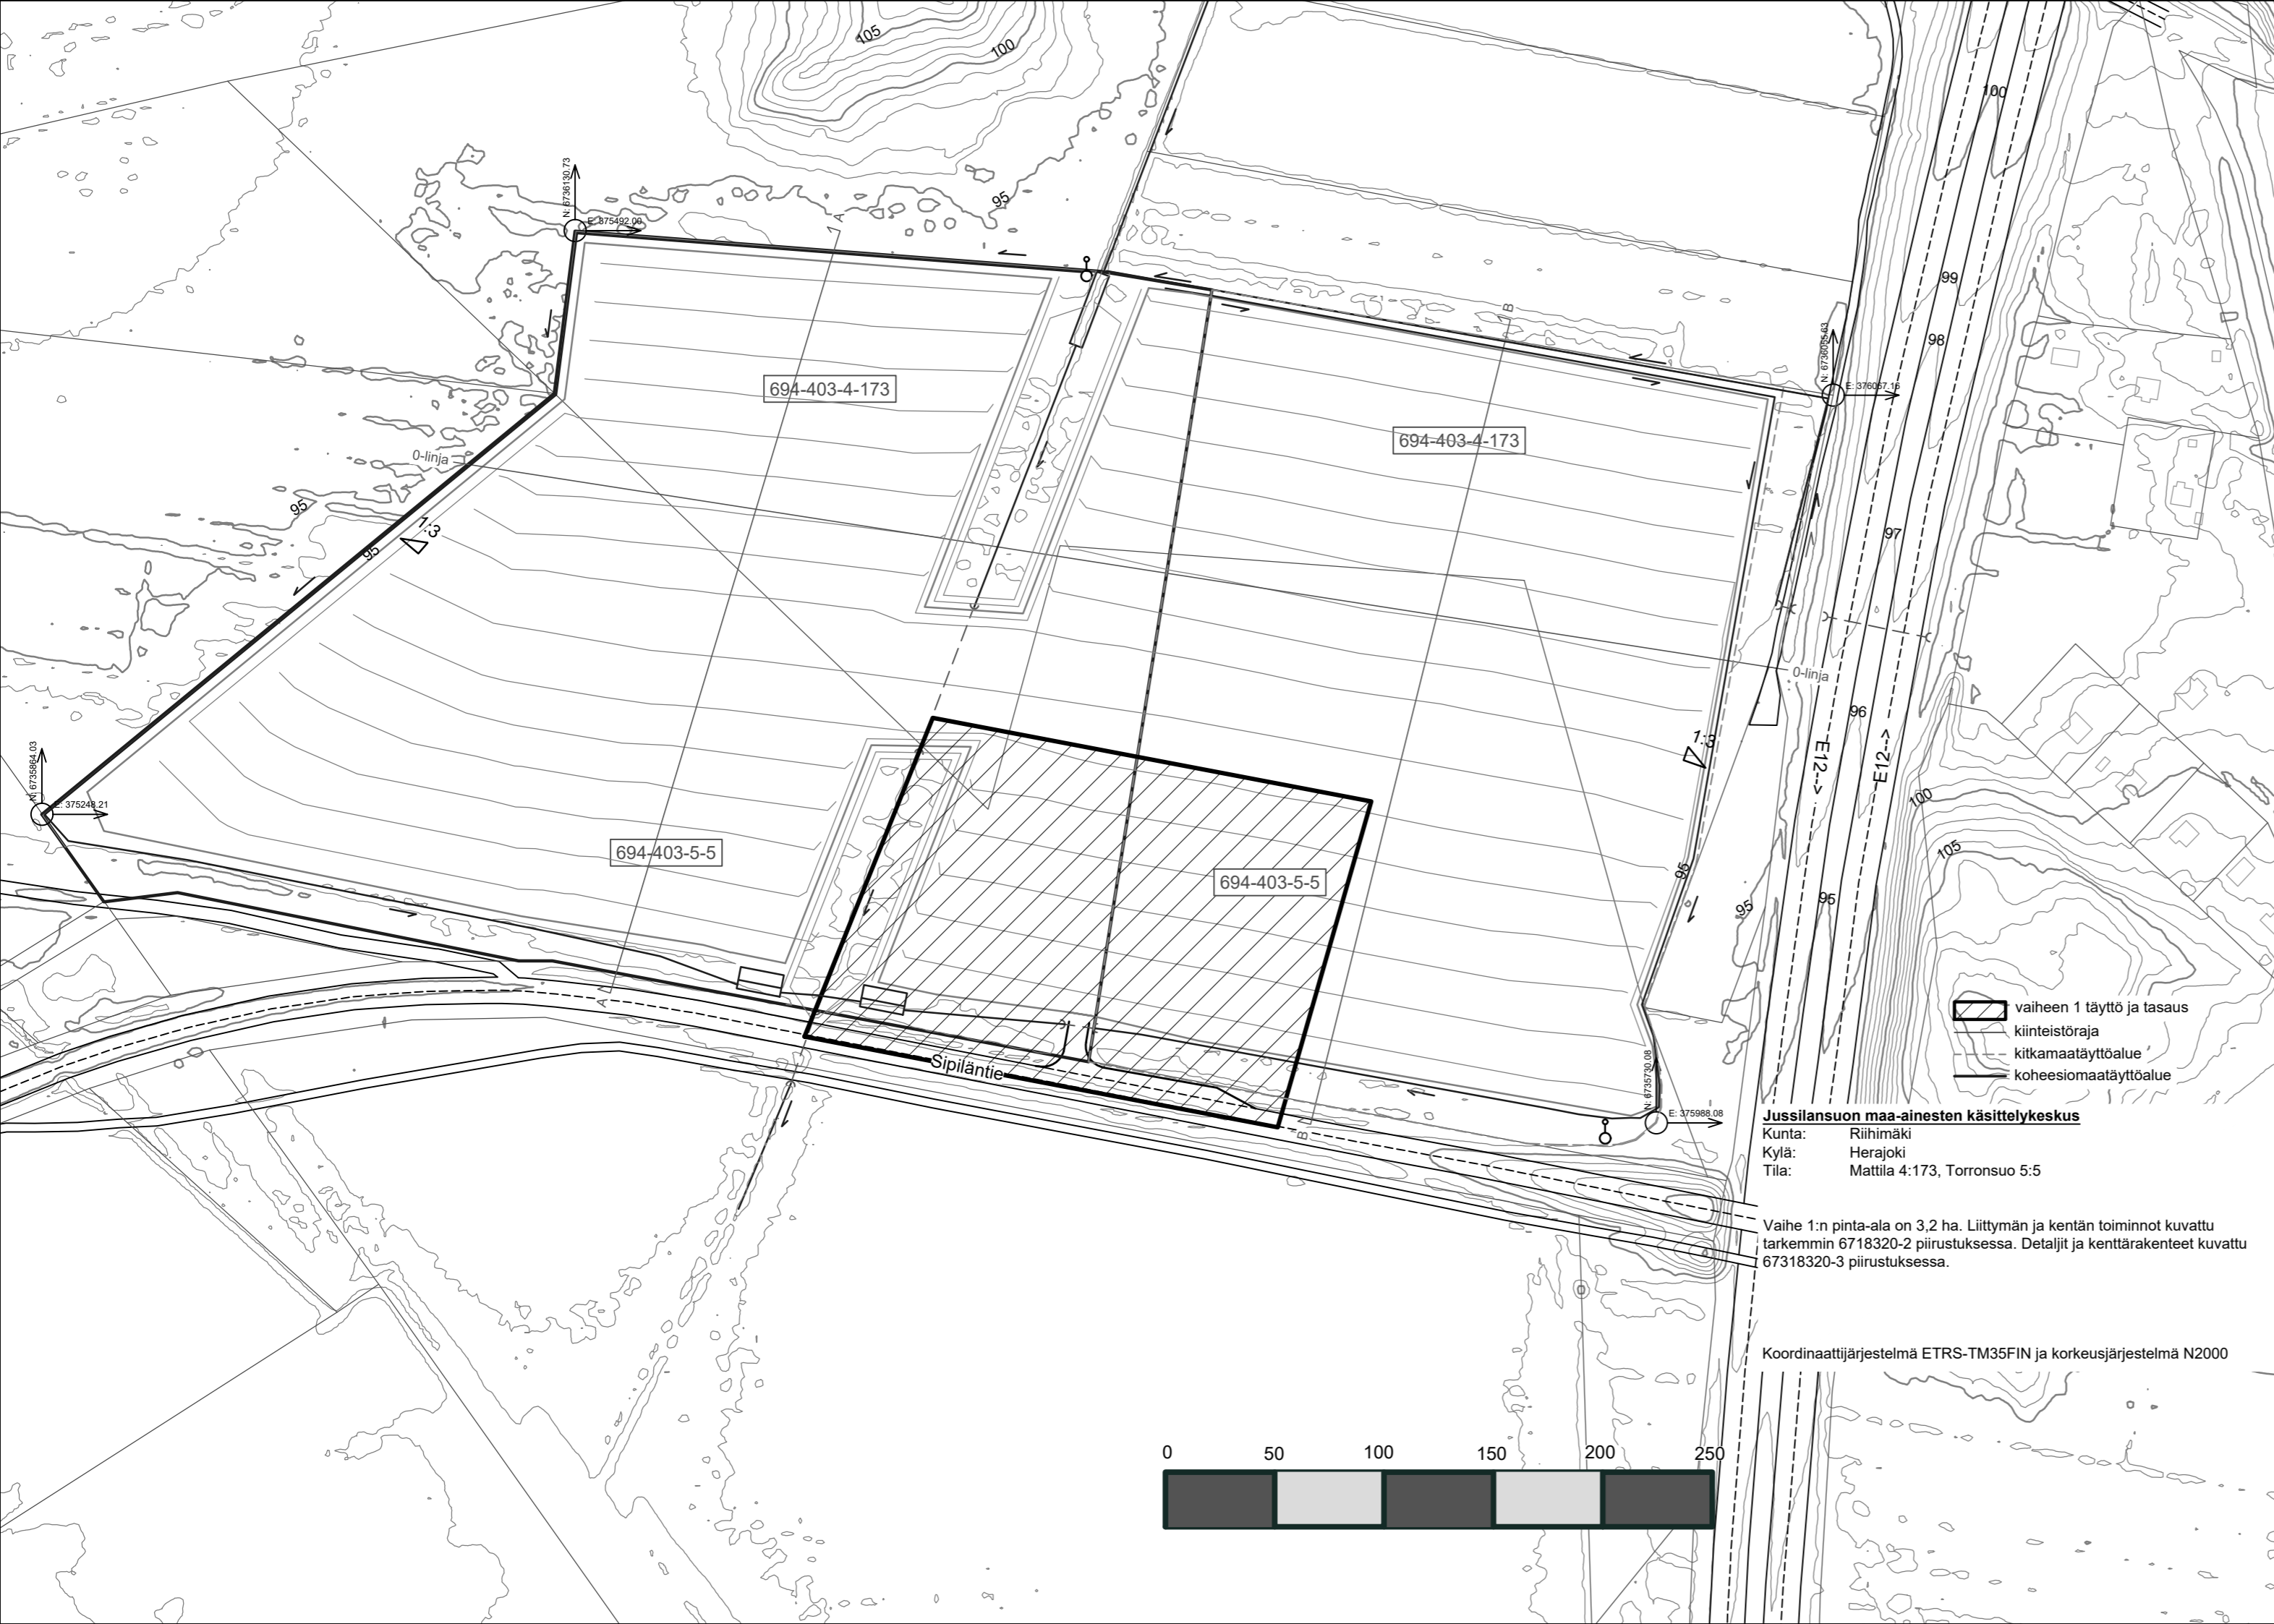 105
100
100
N: 6736130.73
E: 375492.00
A
95
99
B
98
N: 6736055.63
E: 376057.16
694-403-4-173
694-403-4-173
0-linja
95
1:3
95
97
0-linja
96
1:3
E12-->
E12-->
N: 6735864.03
E: 375248.21
100
105
694-403-5-5
694-403-5-5
95
95
95
A
Sipiläntie
B
N: 6735730.08
E: 375988.08
vaiheen 1 täyttö ja tasaus
kiinteistöraja
kitkamaatäyttöalue
koheesiomaatäyttöalue
Jussilansuon maa-ainesten käsittelykeskus
Kunta: Riihimäki
Kylä: Herajoki
Tila: Mattila 4:173, Torronsuo 5:5
Vaihe 1:n pinta-ala on 3,2 ha. Liittymän ja kentän toiminnot kuvattu
tarkemmin 6718320-2 piirustuksessa. Detaljit ja kenttärakenteet kuvattu
67318320-3 piirustuksessa.
Koordinaattijärjestelmä ETRS-TM35FIN ja korkeusjärjestelmä N2000
0 50 100 150 200 250